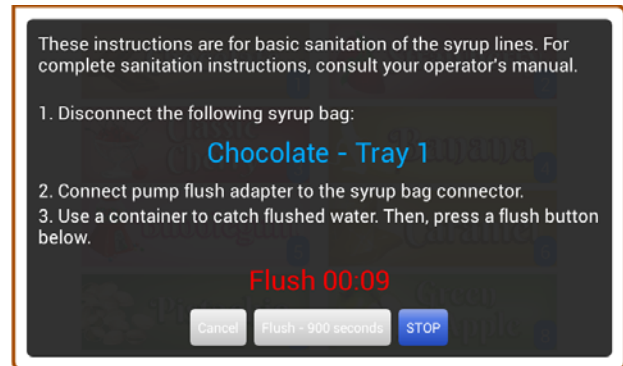 These instructions are for basic sanitation of the syrup lines. For
complete sanitation instructions, consult your operator's manual.
1. Disconnect the following syrup bag:
Chocolate - Tray 1
2. Connect pump flush adapter to the syrup bag connector.
3. Use a container to catch flushed water. Then, press a flush button
below.
Flush 00:09
Cancel Flush - 900 seconds STOP